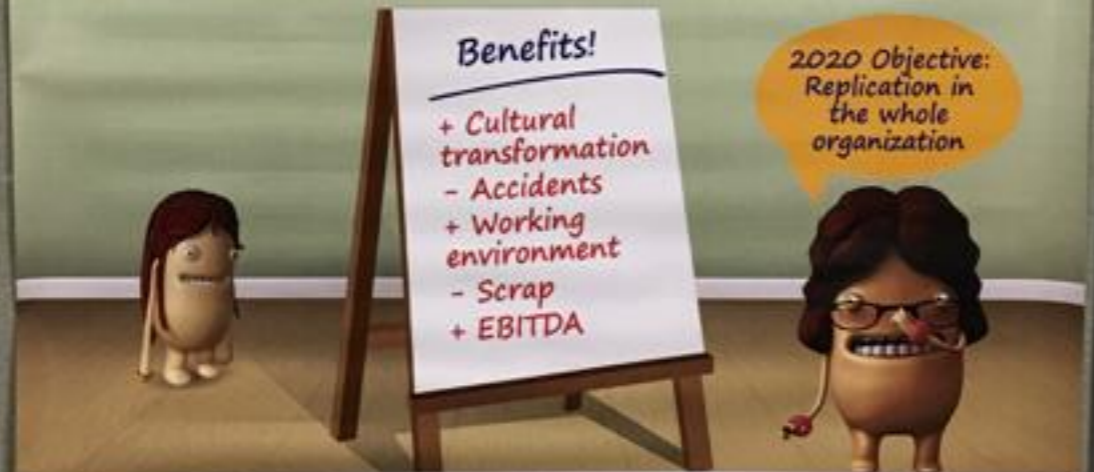 Benefits!
+ Cultural
transformation
- Accidents
+ Working
environment
- Scrap
+ EBITDA
2020 Objective:
Replication in
the whole
organization